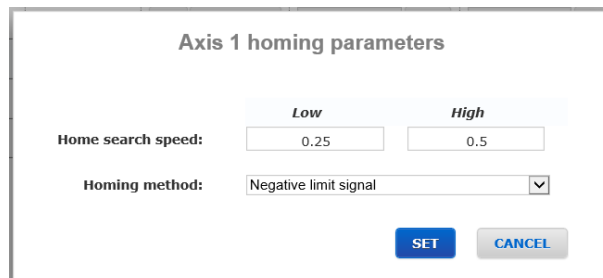 Axis 1 homing parameters
Low High
Home search speed: 0.25 0.5
Homing method: Negative limit signal
SET CANCEL